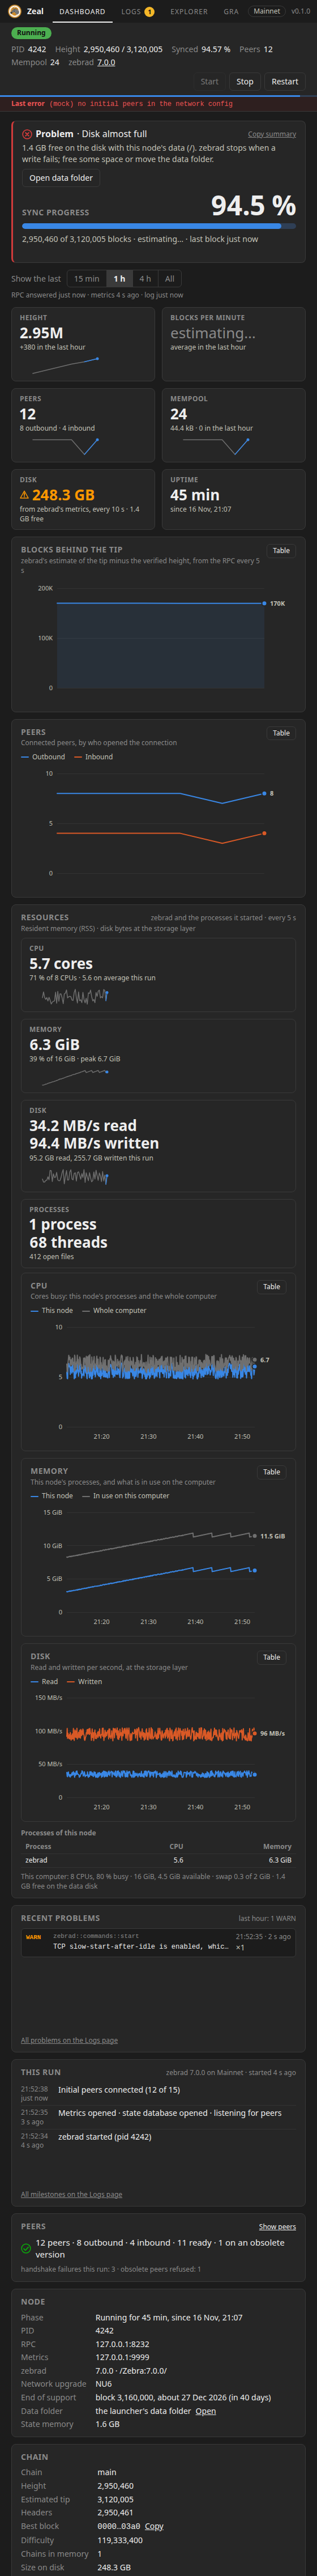 Zeal DASHBOARD LOGS 1 EXPLORER GRA Mainnet v0.1.0
Running
PID 4242 Height 2,950,460 / 3,120,005 Synced 94.57 % Peers 12
Mempool 24 zebrad 7.0.0
Start Stop Restart
Last error (mock) no initial peers in the network config
Problem · Disk almost full Copy summary
1.4 GB free on the disk with this node's data (/). zebrad stops when a
write fails; free some space or move the data folder.
Open data folder
SYNC PROGRESS 94.5 %
2,950,460 of 3,120,005 blocks · estimating... · last block just now
Show the last 15 min 1 h 4 h All
RPC answered just now · metrics 4 s ago · log just now
HEIGHT
2.95M
+380 in the last hour
BLOCKS PER MINUTE
estimating...
average in the last hour
PEERS
12
8 outbound · 4 inbound
MEMPOOL
24
44.4 kB · 0 in the last hour
DISK
⚠ 248.3 GB
from zebrad's metrics, every 10 s · 1.4
GB free
UPTIME
45 min
since 16 Nov, 21:07
BLOCKS BEHIND THE TIP Table
zebrad's estimate of the tip minus the verified height, from the RPC every 5
s
200K
170K
100K
0
PEERS Table
Connected peers, by who opened the connection
Outbound Inbound
10
8
5
0
RESOURCES zebrad and the processes it started · every 5 s
Resident memory (RSS) · disk bytes at the storage layer
CPU
5.7 cores
71 % of 8 CPUs · 5.6 on average this run
MEMORY
6.3 GiB
39 % of 16 GiB · peak 6.7 GiB
DISK
34.2 MB/s read
94.4 MB/s written
95.2 GB read, 255.7 GB written this run
PROCESSES
1 process
68 threads
412 open files
CPU Table
Cores busy: this node's processes and the whole computer
This node Whole computer
10
6.7
5
0
21:20 21:30 21:40 21:50
MEMORY Table
This node's processes, and what is in use on the computer
This node In use on this computer
15 GiB
11.5 GiB
10 GiB
5 GiB
0
21:20 21:30 21:40 21:50
DISK Table
Read and written per second, at the storage layer
Read Written
150 MB/s
100 MB/s 96 MB/s
50 MB/s
0
21:20 21:30 21:40 21:50
Processes of this node
Process CPU Memory
zebrad 5.6 6.3 GiB
This computer: 8 CPUs, 80 % busy · 16 GiB, 4.5 GiB available · swap 0.3 of 2 GiB · 1.4
GB free on the data disk
RECENT PROBLEMS last hour: 1 WARN
WARN zebrad::commands::start 21:52:35 · 2 s ago
TCP slow-start-after-idle is enabled, whic... ×1
All problems on the Logs page
THIS RUN zebrad 7.0.0 on Mainnet · started 4 s ago
21:52:38 Initial peers connected (12 of 15)
just now
21:52:35 Metrics opened · state database opened · listening for peers
3 s ago
21:52:34 zebrad started (pid 4242)
4 s ago
All milestones on the Logs page
PEERS Show peers
12 peers · 8 outbound · 4 inbound · 11 ready · 1 on an obsolete
version
handshake failures this run: 3 · obsolete peers refused: 1
NODE
Phase Running for 45 min, since 16 Nov, 21:07
PID 4242
RPC 127.0.0.1:8232
Metrics 127.0.0.1:9999
zebrad 7.0.0 · /Zebra:7.0.0/
Network upgrade NU6
End of support block 3,160,000, about 27 Dec 2026 (in 40 days)
Data folder the launcher's data folder Open
State memory 1.6 GB
CHAIN
Chain main
Height 2,950,460
Estimated tip 3,120,005
Headers 2,950,461
Best block 0000…03a0 Copy
Difficulty 119,333,400
Chains in memory 1
Size on disk 248.3 GB